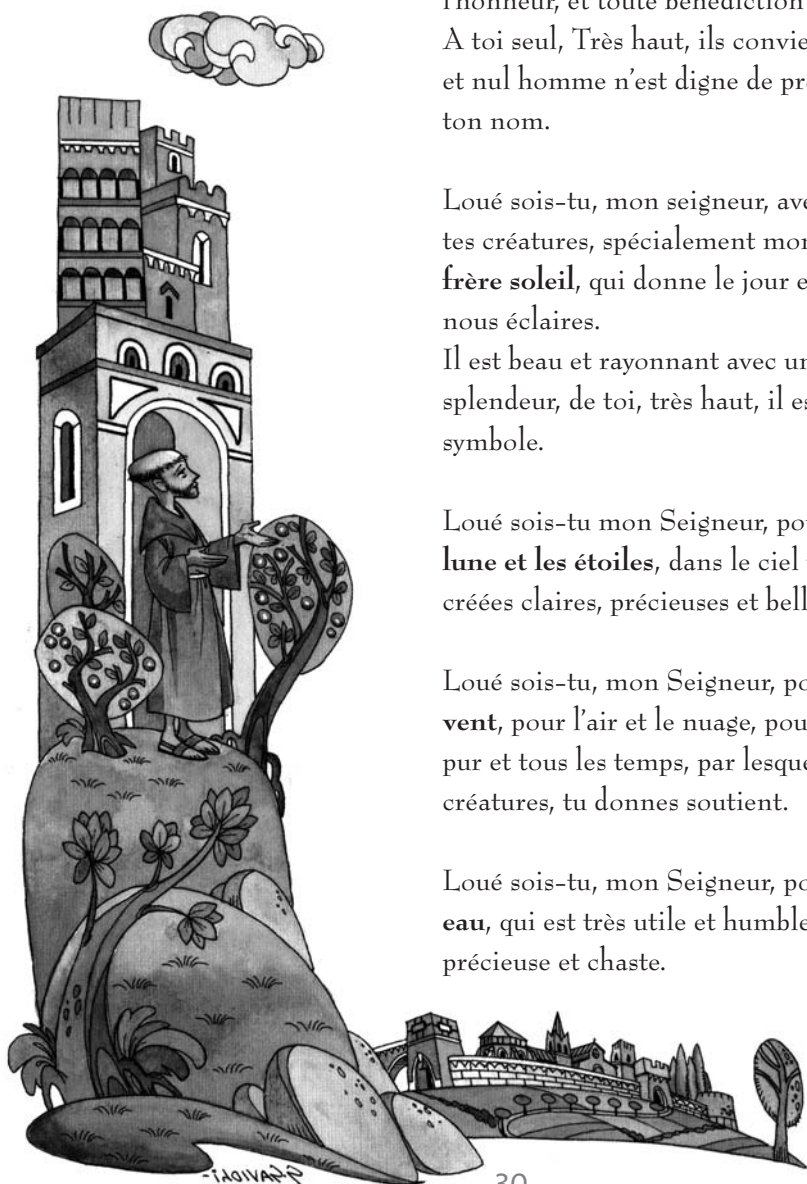 l'honneur, et toute bénédiction
A toi seul, Très haut, ils convie
et nul homme n'est digne de pr
ton nom.
Loué sois-tu, mon seigneur, ave
tes créatures, spécialement mon
frère soleil, qui donne le jour e
nous éclaires.
Il est beau et rayonnant avec un
splendeur, de toi, très haut, il es
symbole.
Loué sois-tu mon Seigneur, pou
lune et les étoiles, dans le ciel
créées claires, précieuses et bell
Loué sois-tu, mon Seigneur, po
vent, pour l'air et le nuage, pou
pur et tous les temps, par lesque
créatures, tu donnes soutient.
Loué sois-tu, mon Seigneur, po
eau, qui est très utile et humble
précieuse et chaste.
G.GAVIOLI-
30